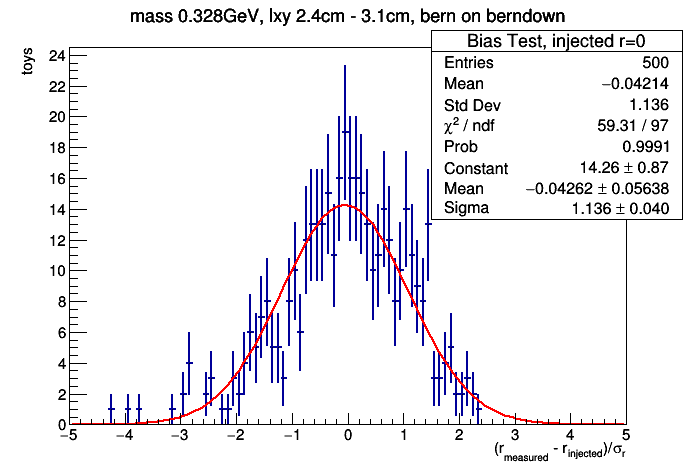 mass 0.328GeV, lxy 2.4cm - 3.1cm, bern on berndown
Bias Test, injected r=0
Entries 500
Mean −0.04214
Std Dev 1.136
χ² / ndf 59.31 / 97
Prob 0.9991
Constant 14.26 ± 0.87
Mean −0.04262 ± 0.05638
Sigma 1.136 ± 0.040
toys
24
22
20
18
16
14
12
10
8
6
4
2
0
−5 −4 −3 −2 −1 0 1 2 3 4 5
(r_measured - r_injected)/σ_r